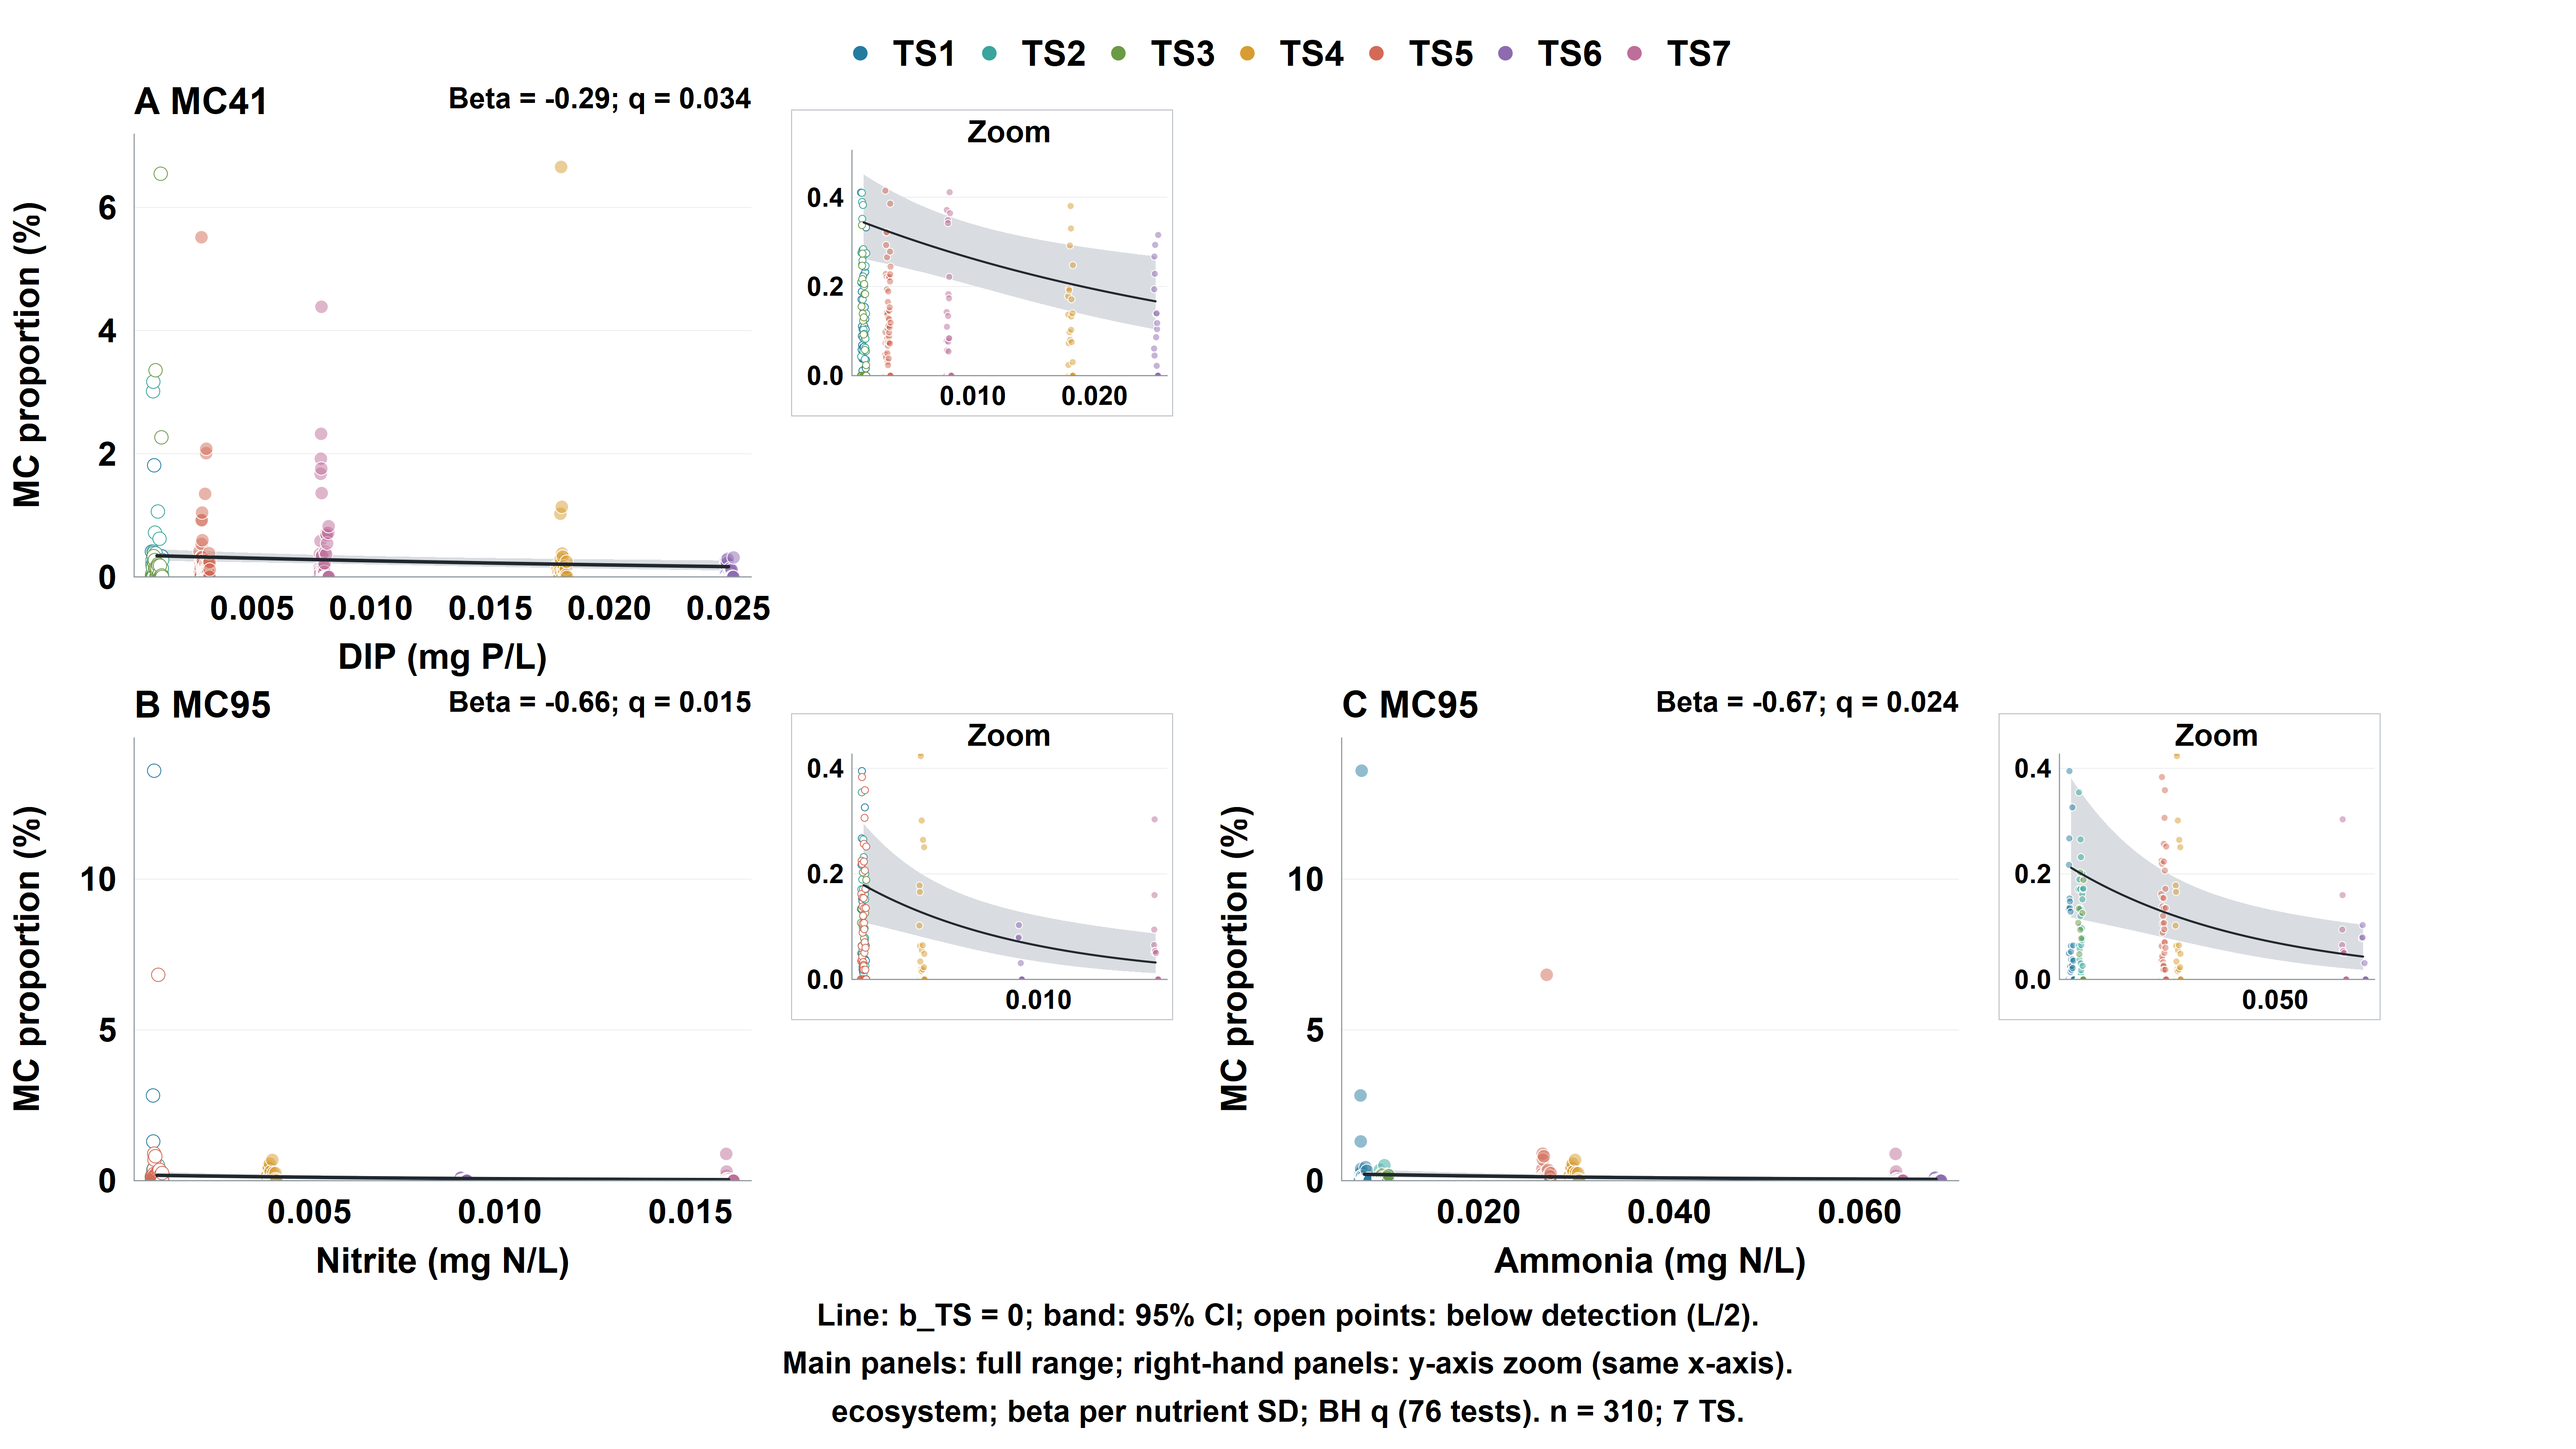 TS1 TS2 TS3 TS4 TS5 TS6 TS7
A MC41
Beta = -0.29; q = 0.034
MC proportion (%)
6
4
2
0
0.005 0.010 0.015 0.020 0.025
DIP (mg P/L)
Zoom
0.4
0.2
0.0
0.010 0.020
B MC95
Beta = -0.66; q = 0.015
MC proportion (%)
10
5
0
0.005 0.010 0.015
Nitrite (mg N/L)
Zoom
0.4
0.2
0.0
0.010
C MC95
Beta = -0.67; q = 0.024
MC proportion (%)
10
5
0
0.020 0.040 0.060
Ammonia (mg N/L)
Zoom
0.4
0.2
0.0
0.050
Line: b_TS = 0; band: 95% CI; open points: below detection (L/2).
Main panels: full range; right-hand panels: y-axis zoom (same x-axis).
ecosystem; beta per nutrient SD; BH q (76 tests). n = 310; 7 TS.